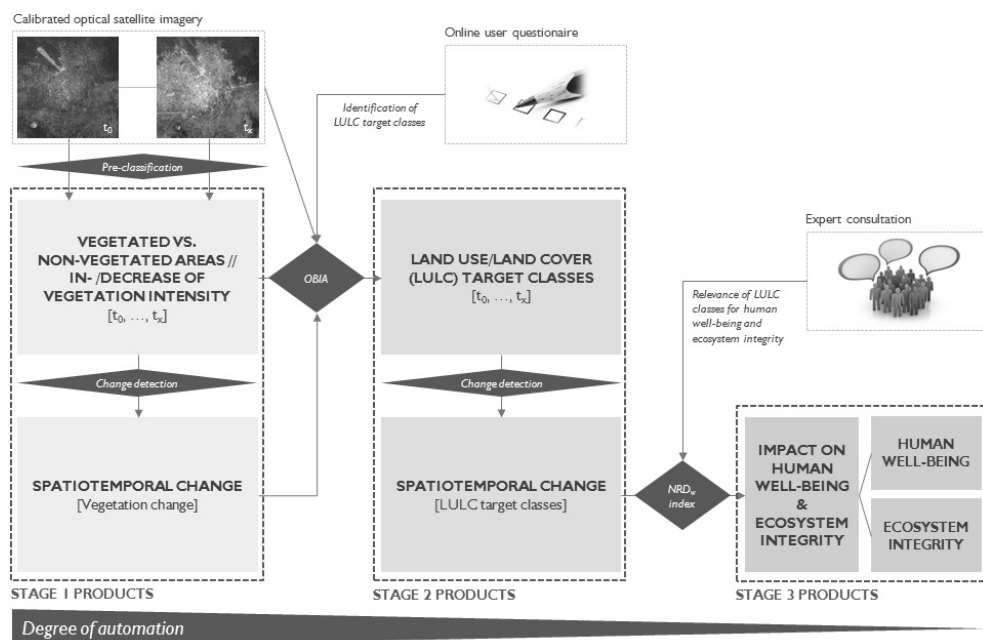 Calibrated optical satellite imagery
t0
tx
Online user questionaire
Identification of
LULC target classes
Pre-classification
VEGETATED VS.
NON-VEGETATED AREAS //
IN- /DECREASE OF
VEGETATION INTENSITY
[t0, ..., tx]
OBIA
LAND USE/LAND COVER
(LULC) TARGET CLASSES
[t0, ..., tx]
Expert consultation
Relevance of LULC
classes for human
well-being and
ecosystem integrity
Change detection
Change detection
SPATIOTEMPORAL CHANGE
[Vegetation change]
SPATIOTEMPORAL CHANGE
[LULC target classes]
NRDw
index
IMPACT ON
HUMAN
WELL-BEING
&
ECOSYSTEM
INTEGRITY
HUMAN
WELL-BEING
ECOSYSTEM
INTEGRITY
STAGE 1 PRODUCTS
STAGE 2 PRODUCTS
STAGE 3 PRODUCTS
Degree of automation